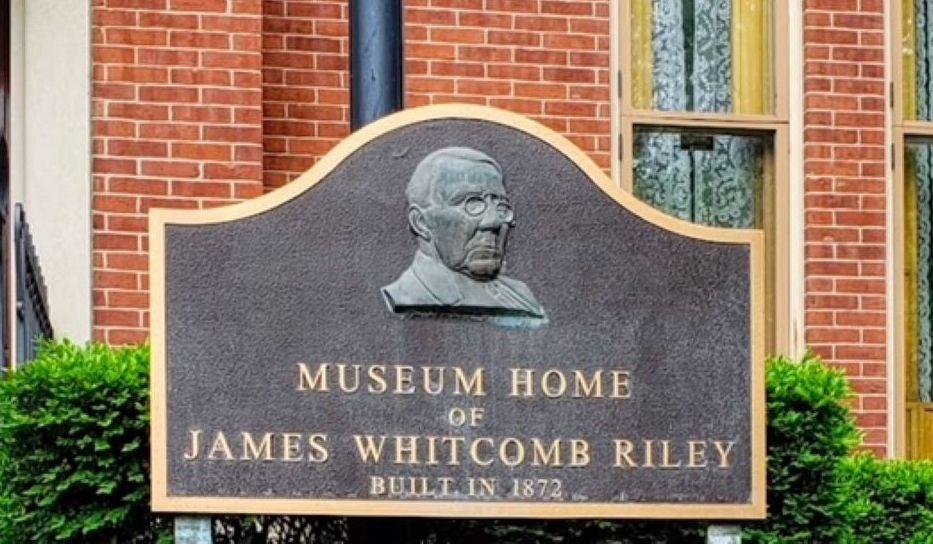 MUSEUM HOME
OF
JAMES WHITCOMB RILEY
BUILT IN 1872